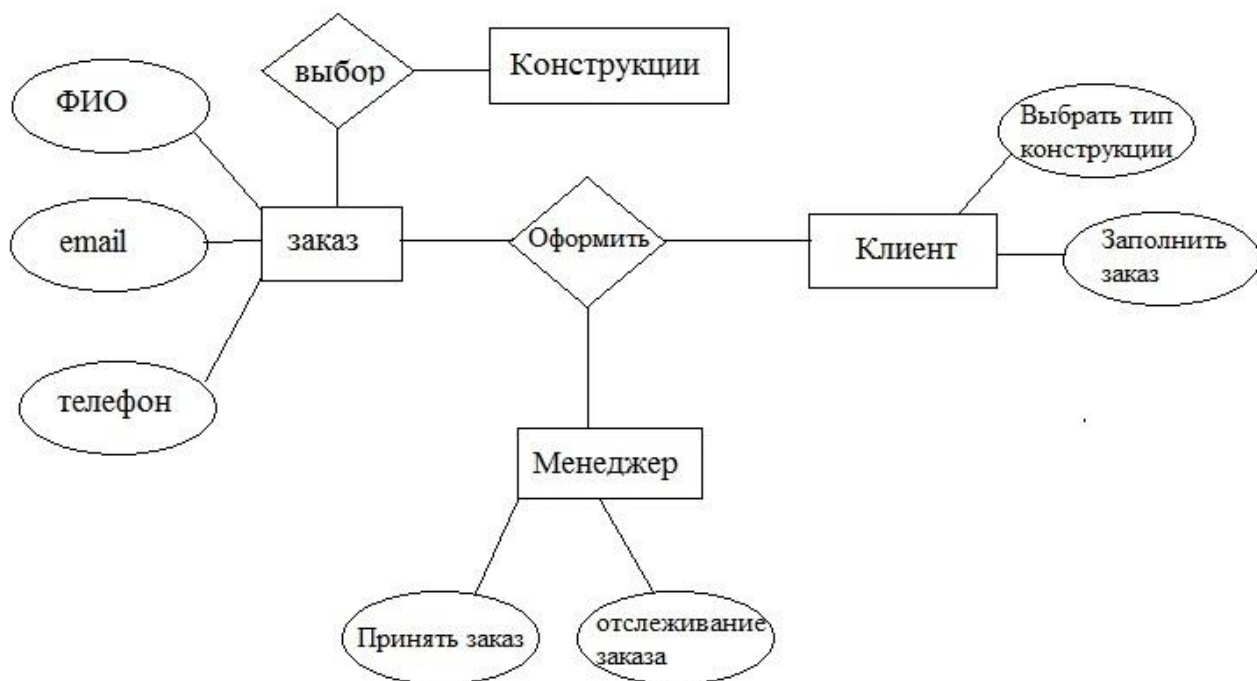 выбор
Конструкции
ФИО
Выбрать тип
конструкции
email
заказ
Оформить
Клиент
Заполнить
заказ
телефон
Менеджер
Принять заказ
отслеживание
заказа